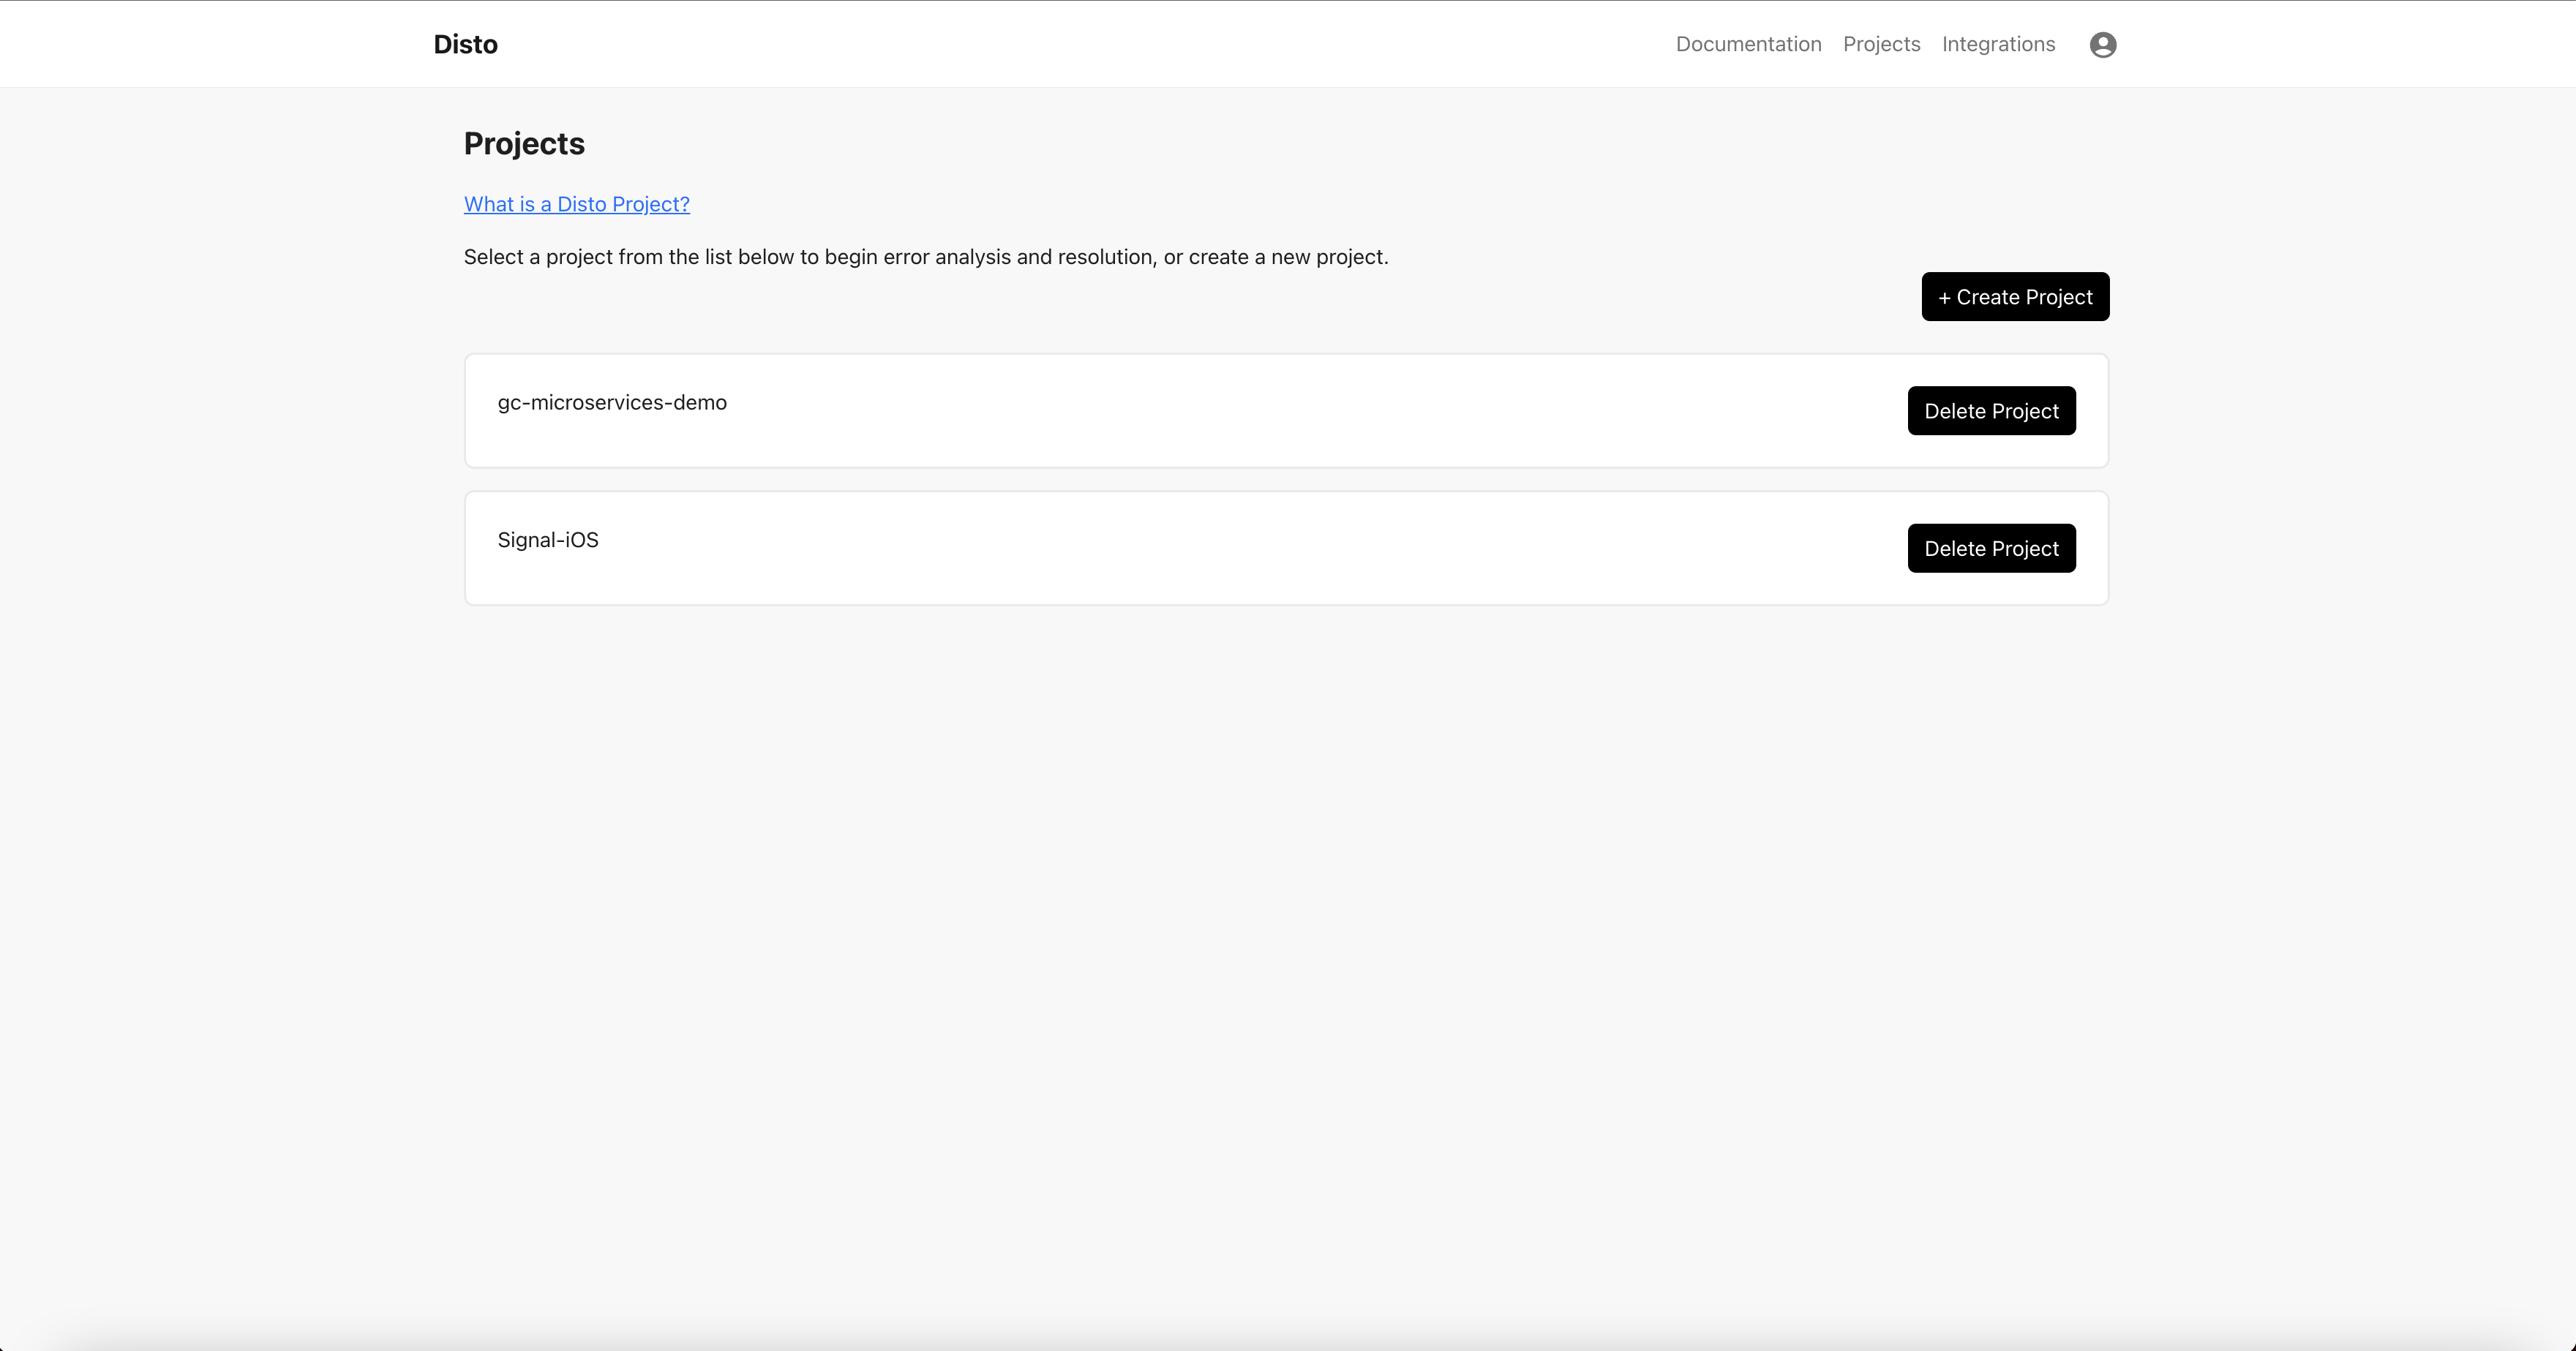 Disto
Documentation Projects Integrations
Projects
What is a Disto Project?
Select a project from the list below to begin error analysis and resolution, or create a new project.
+ Create Project
gc-microservices-demo
Delete Project
Signal-iOS
Delete Project